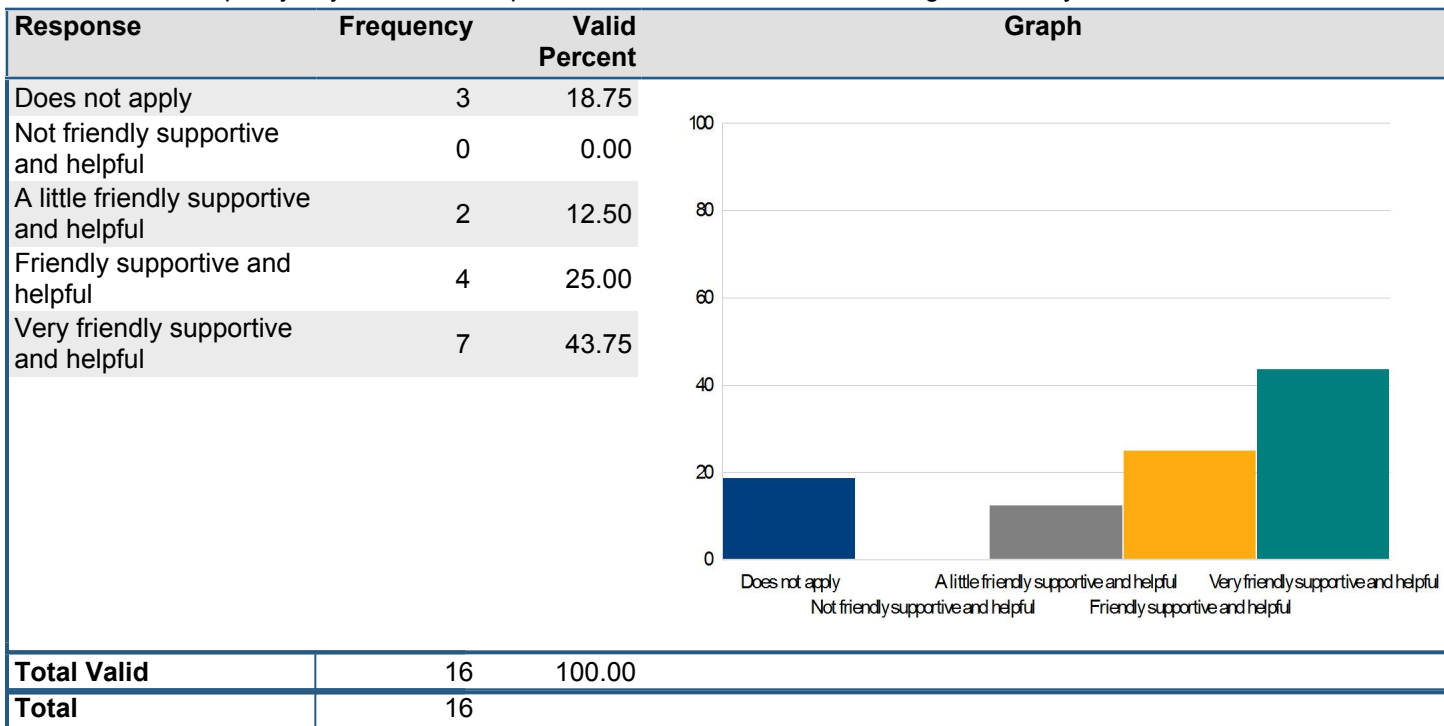 Response Frequency Valid Percent Graph
Does not apply 3 18.75
Not friendly supportive
and helpful 0 0.00
A little friendly supportive
and helpful 2 12.50
Friendly supportive and
helpful 4 25.00
Very friendly supportive
and helpful 7 43.75
100
80
60
40
20
0
Does not apply A little friendly supportive and helpful Very friendly supportive and helpful
Not friendly supportive and helpful Friendly supportive and helpful
Total Valid 16 100.00
Total 16